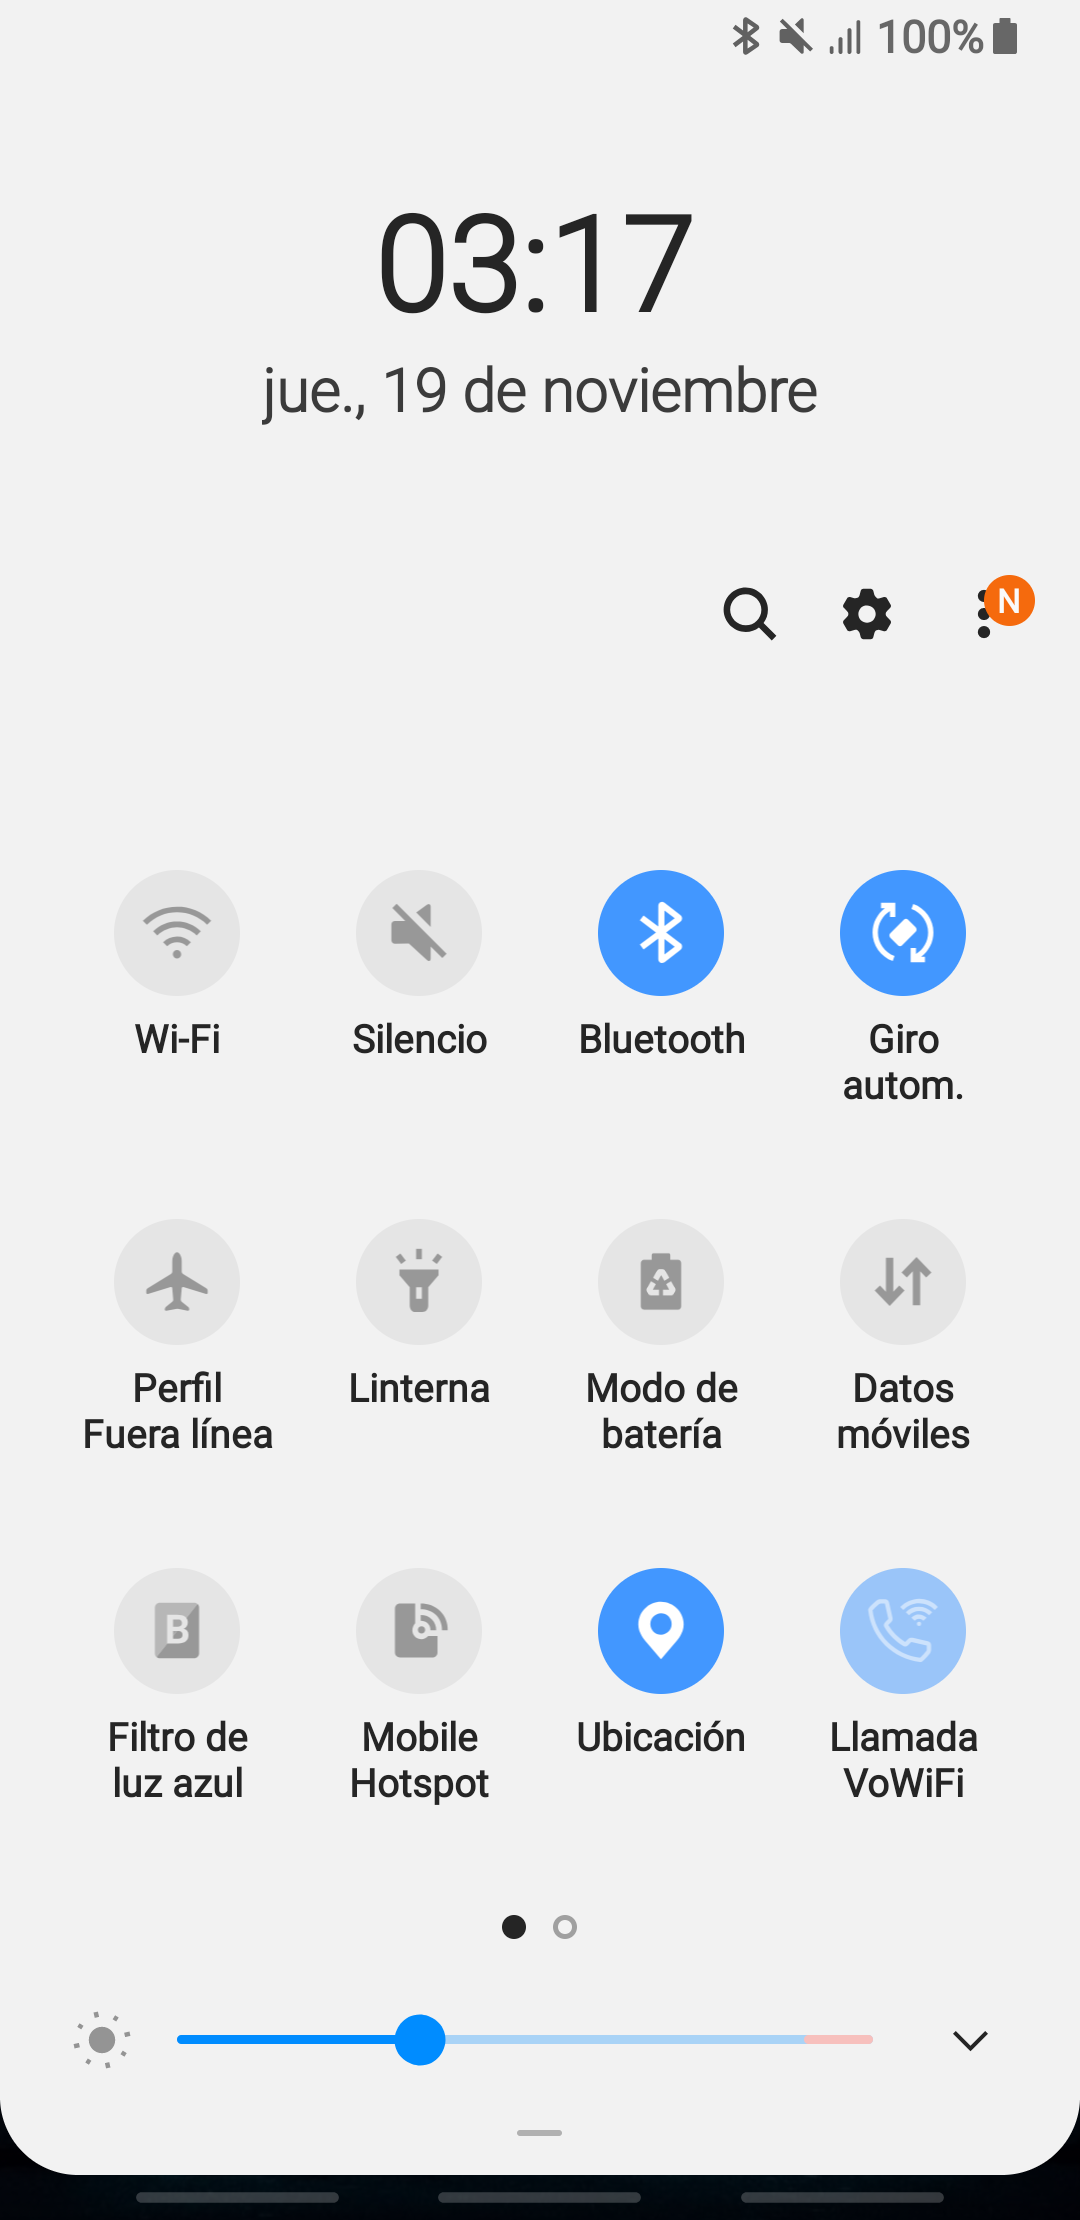 100%
03:17
jue., 19 de noviembre
N
Wi-Fi
Silencio
Bluetooth
Giro
autom.
Perfil
Fuera línea
Linterna
Modo de
batería
Datos
móviles
B
Filtro de
luz azul
Mobile
Hotspot
Ubicación
Llamada
VoWiFi